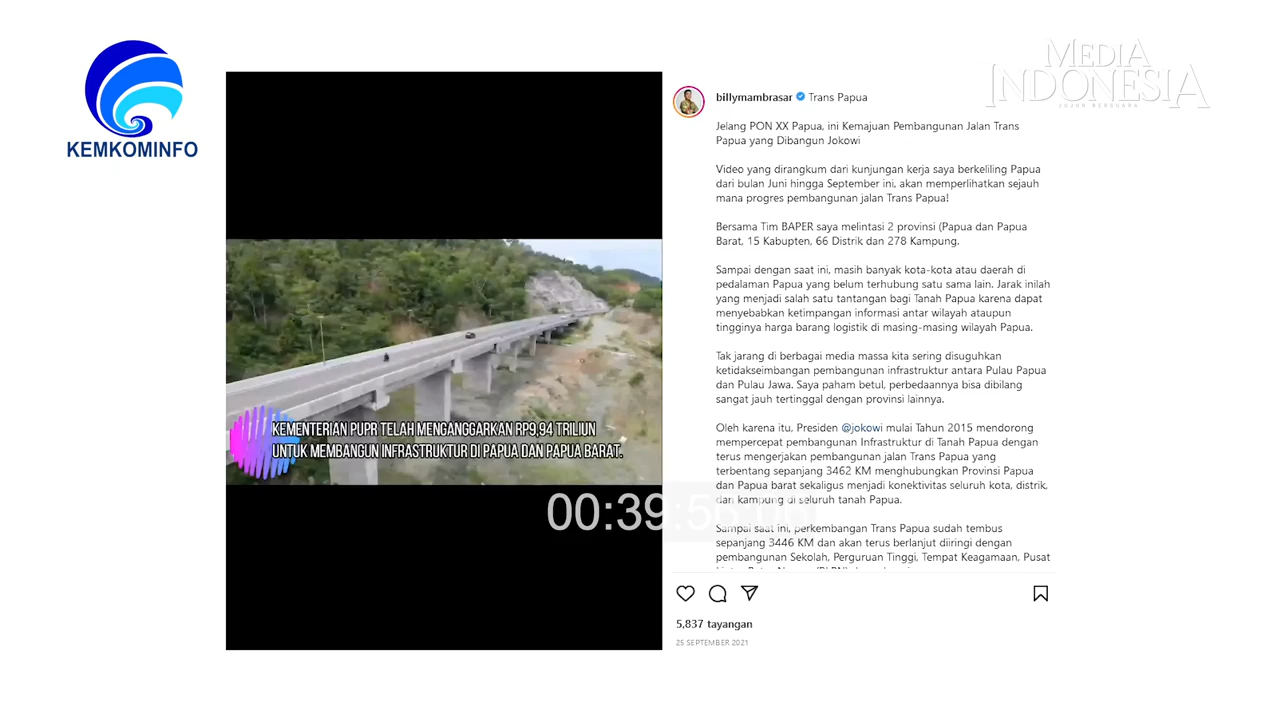 KEMKOMINFO
MEDIA
INDONESIA
JUJUR BERSUARA
billymambrasar Trans Papua
Jelang PON XX Papua, ini Kemajuan Pembangunan Jalan Trans
Papua yang Dibangun Jokowi
Video yang dirangkum dari kunjungan kerja saya berkeliling Papua
dari bulan Juni hingga September ini, akan memperlihatkan sejauh
mana progres pembangunan jalan Trans Papua!
Bersama Tim BAPER saya melintasi 2 provinsi (Papua dan Papua
Barat, 15 Kabupten, 66 Distrik dan 278 Kampung.
Sampai dengan saat ini, masih banyak kota-kota atau daerah di
pedalaman Papua yang belum terhubung satu sama lain. Jarak inilah
yang menjadi salah satu tantangan bagi Tanah Papua karena dapat
menyebabkan ketimpangan informasi antar wilayah ataupun
tingginya harga barang logistik di masing-masing wilayah Papua.
Tak jarang di berbagai media massa kita sering disuguhkan
ketidakseimbangan pembangunan infrastruktur antara Pulau Papua
dan Pulau Jawa. Saya paham betul, perbedaannya bisa dibilang
sangat jauh tertinggal dengan provinsi lainnya.
Oleh karena itu, Presiden @jokowi mulai Tahun 2015 mendorong
mempercepat pembangunan Infrastruktur di Tanah Papua dengan
terus mengerjakan pembangunan jalan Trans Papua yang
terbentang sepanjang 3462 KM menghubungkan Provinsi Papua
dan Papua barat sekaligus menjadi konektivitas seluruh kota, distrik,
dan kampung di seluruh tanah Papua.
Sampai saat ini, perkembangan Trans Papua sudah tembus
sepanjang 3446 KM dan akan terus berlanjut diiringi dengan
pembangunan Sekolah, Perguruan Tinggi, Tempat Keagamaan, Pusat
KEMENTERIAN PUPR TELAH MENGANGGARKAN RP9,94 TRILIUN
UNTUK MEMBANGUN INFRASTRUKTUR DI PAPUA DAN PAPUA BARAT.
00:39:56:06
5,837 tayangan
25 SEPTEMBER 2021